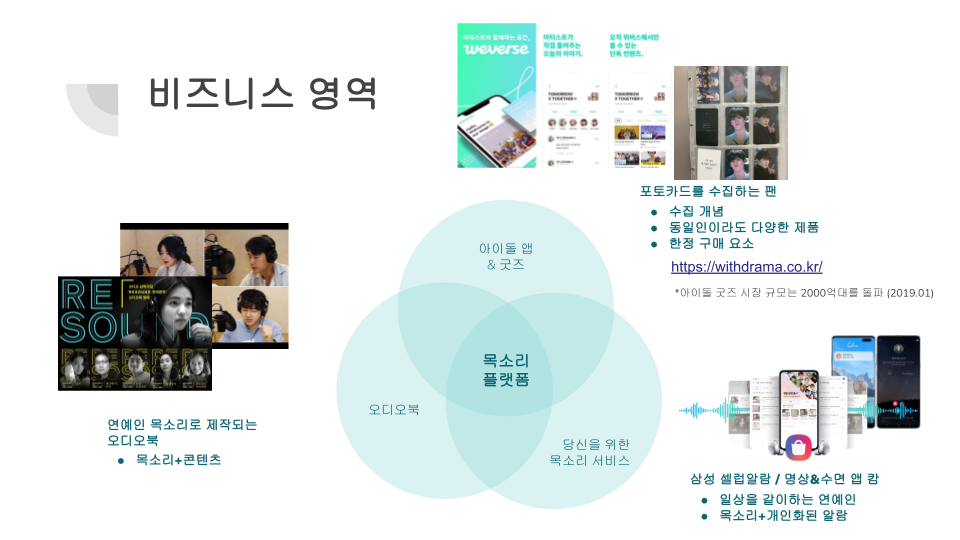 비즈니스 영역
아티스트와 함께하는 공간,
weverse
아티스트가
직접 들려주는
오늘의 이야기.
오직 위버스에서만
볼 수 있는
단독 컨텐츠.
TOMORROW
X TOGETHER
TOMORROW
X TOGETHER
포토카드를 수집하는 팬
● 수집 개념
● 동일인이라도 다양한 제품
● 한정 구매 요소
https://withdrama.co.kr/
*아이돌 굿즈 시장 규모는 2000억대를 돌파 (2019.01)
아이돌 앱
& 굿즈
목소리
플랫폼
오디오북
당신을 위한
목소리 서비스
RE
SOUND
연예인 목소리로 제작되는
오디오북
● 목소리+콘텐츠
Calm
삼성 셀럽알람 / 명상&수면 앱 캄
● 일상을 같이하는 연예인
● 목소리+개인화된 알람